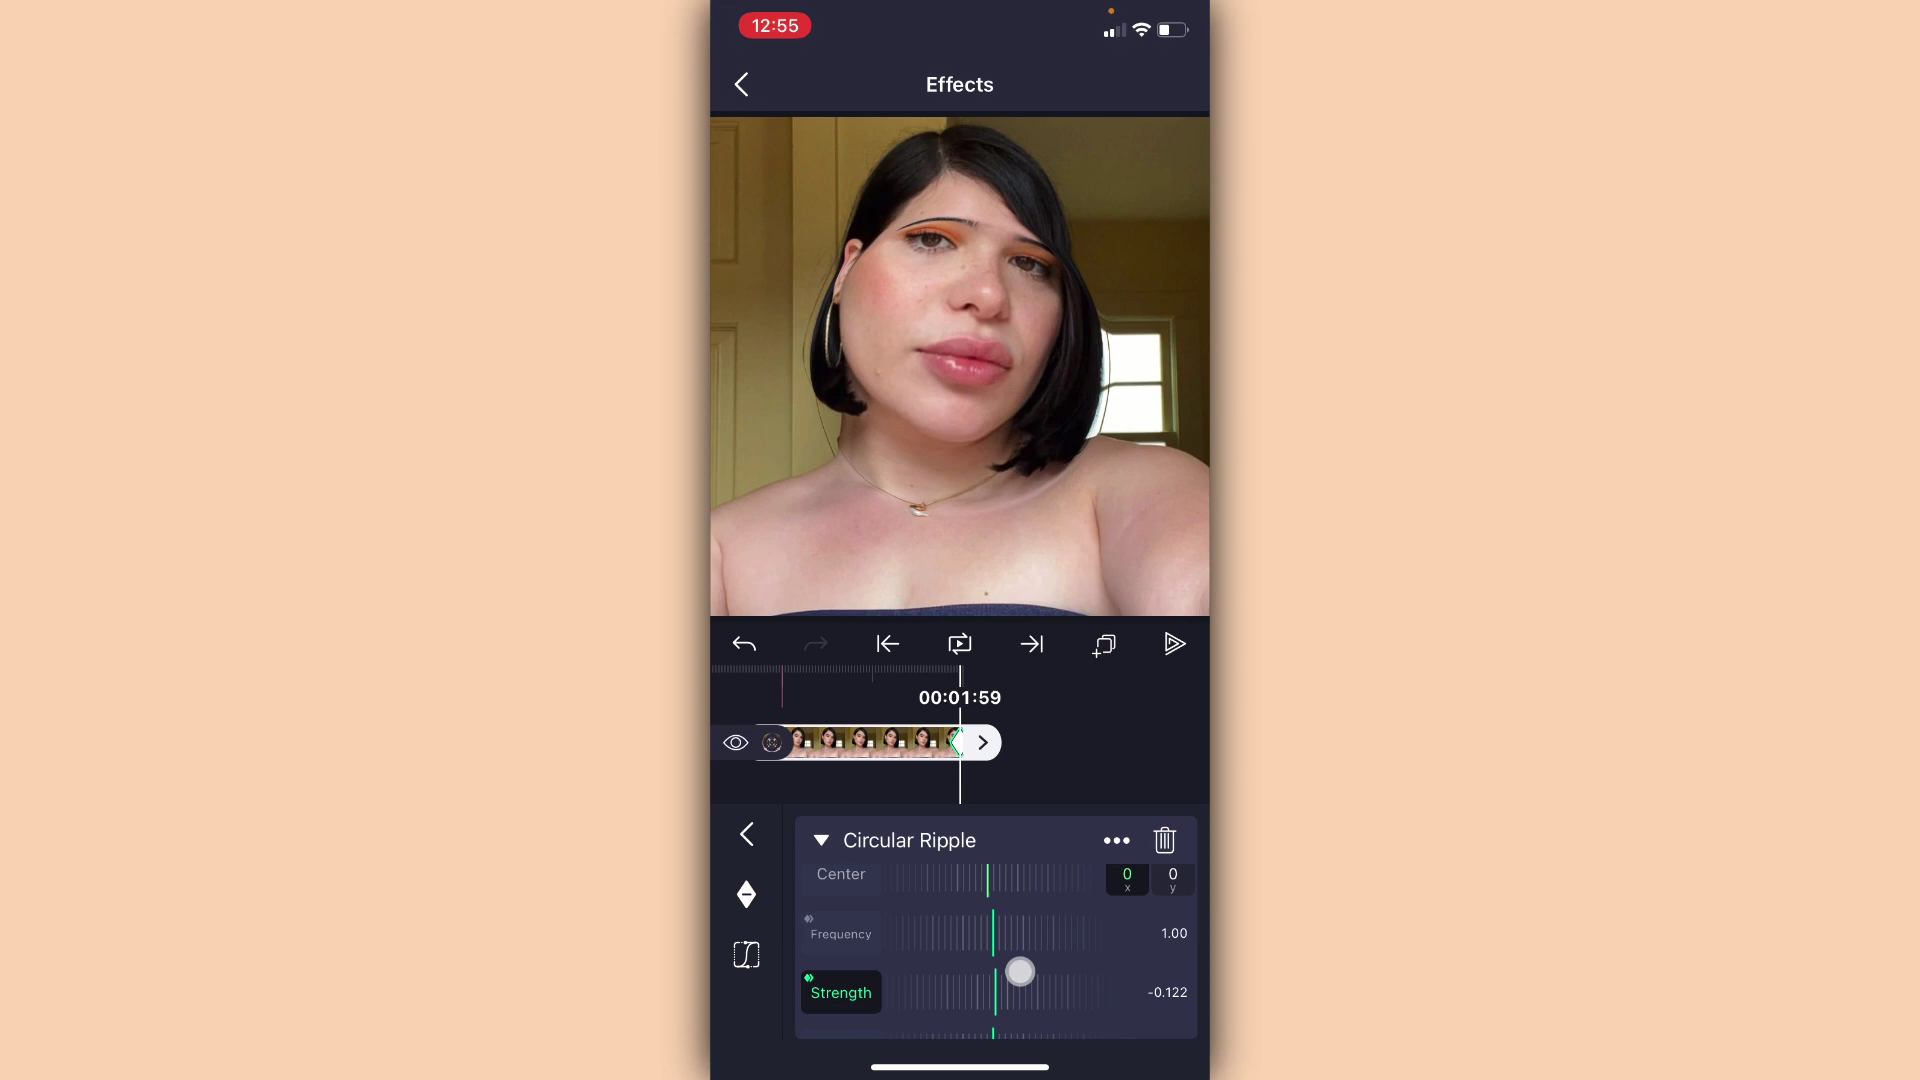 12:55
Effects
00:01:59
Circular Ripple
Center
0 0
x y
Frequency 1.00
Strength -0.122